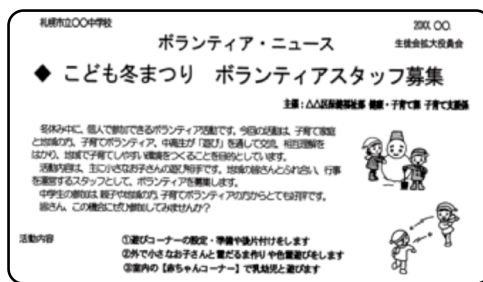 札幌市立〇〇中学校
20XX.〇〇.
ボランティア・ニュース
生徒会拡大役員会
◆ こども冬まつり ボランティアスタッフ募集
主催：△△区保健福祉部 健康・子育て課 子育て支援係
冬休み中に、個人で参加できるボランティア活動です。今回の活動は、子育て家庭
と地域の方、子育てボランティア、中高生が「遊び」を通して交流、相互理解を
はかり、地域で子育てしやすい環境をつくることを目的としています。
活動内容は、主に小さなお子さんの遊び相手です。地域の皆さんとふれ合い、行事
を運営するスタッフとして、ボランティアを募集します。
中学生の参加は親子や地域の方、子育てボランティアの方からとても好評です。
皆さん、この機会にぜひ参加してみませんか？
活動内容
①遊びコーナーの設定・準備や後片付けをします
②外で小さなお子さんと雪だるま作りや色雪遊びをします
③室内の【赤ちゃんコーナー】で乳幼児と遊びます